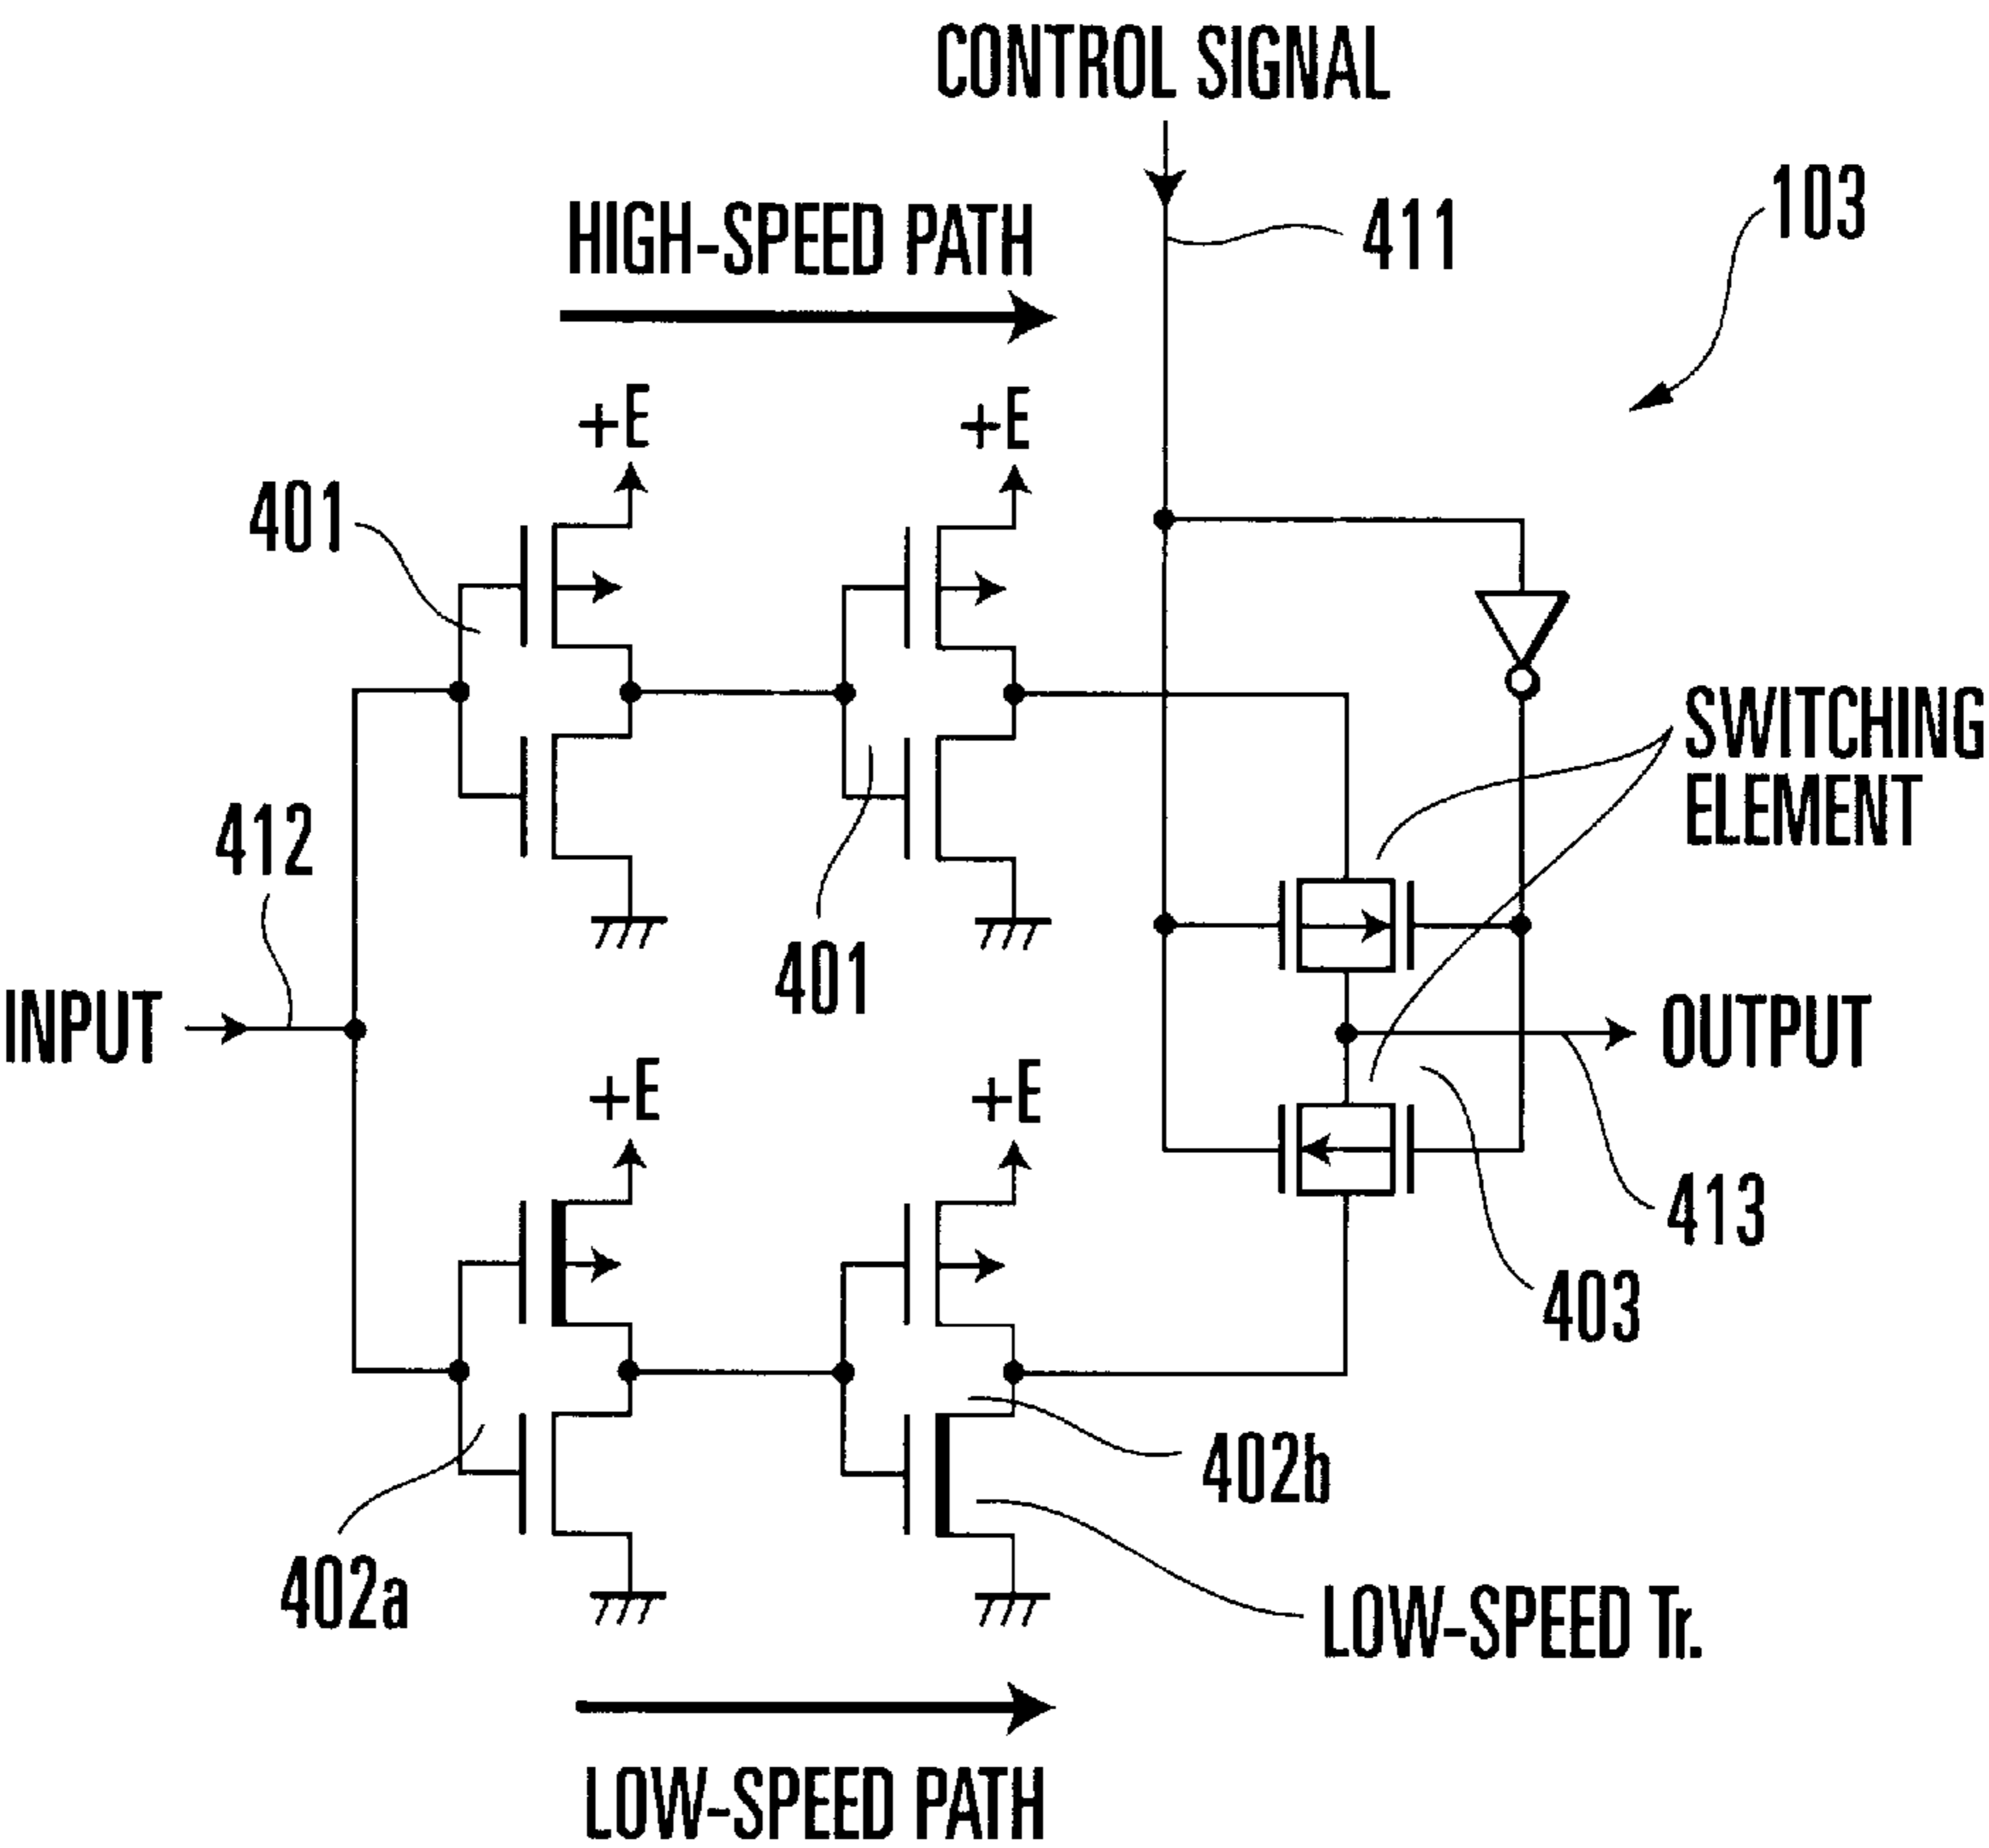 CONTROL SIGNAL
103
HIGH-SPEED PATH
411
+E
+E
401
SWITCHING
ELEMENT
412
401
INPUT
OUTPUT
+E
+E
413
403
402b
402a
LOW-SPEED Tr.
LOW-SPEED PATH